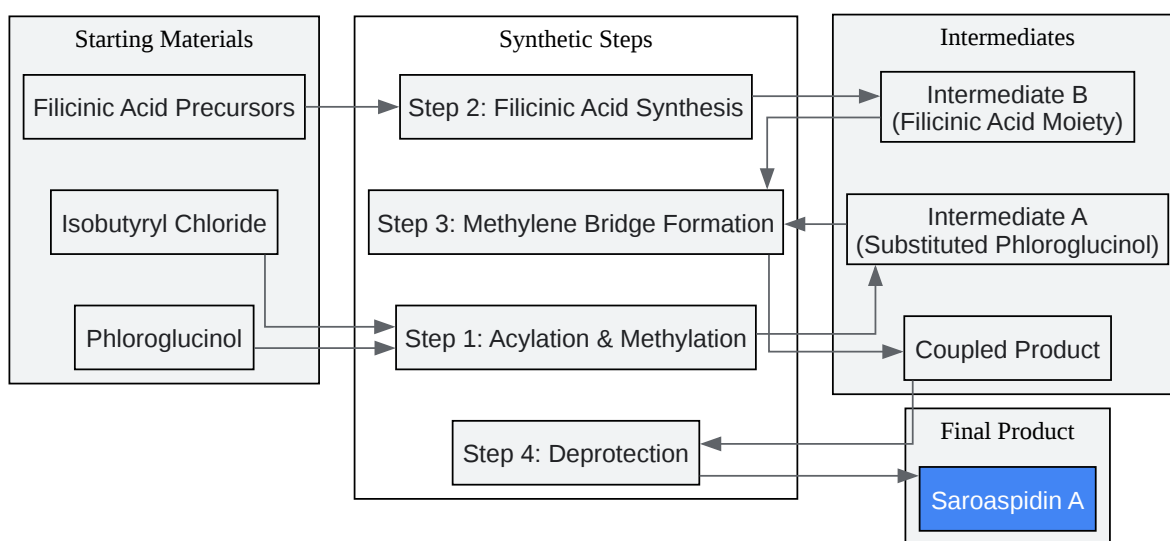 Starting Materials
Filicinic Acid Precursors
Isobutyryl Chloride
Phloroglucinol
Synthetic Steps
Step 2: Filicinic Acid Synthesis
Step 3: Methylene Bridge Formation
Step 1: Acylation & Methylation
Step 4: Deprotection
Intermediates
Intermediate B
(Filicinic Acid Moiety)
Intermediate A
(Substituted Phloroglucinol)
Coupled Product
Final Product
Saroaspidin A